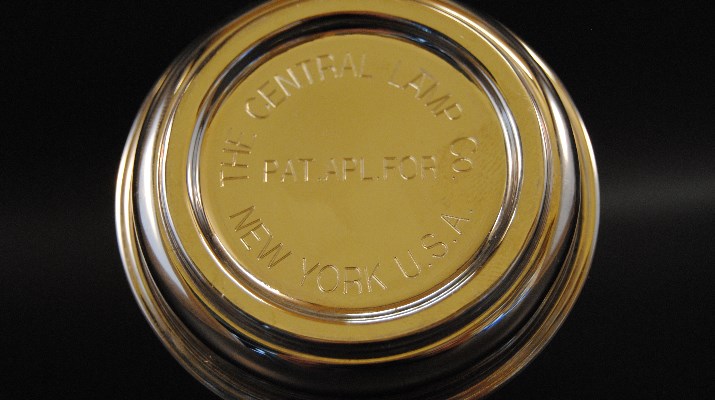 THE CENTRAL LAMP Co.
PAT.APL.FOR
NEW YORK U.S.A.